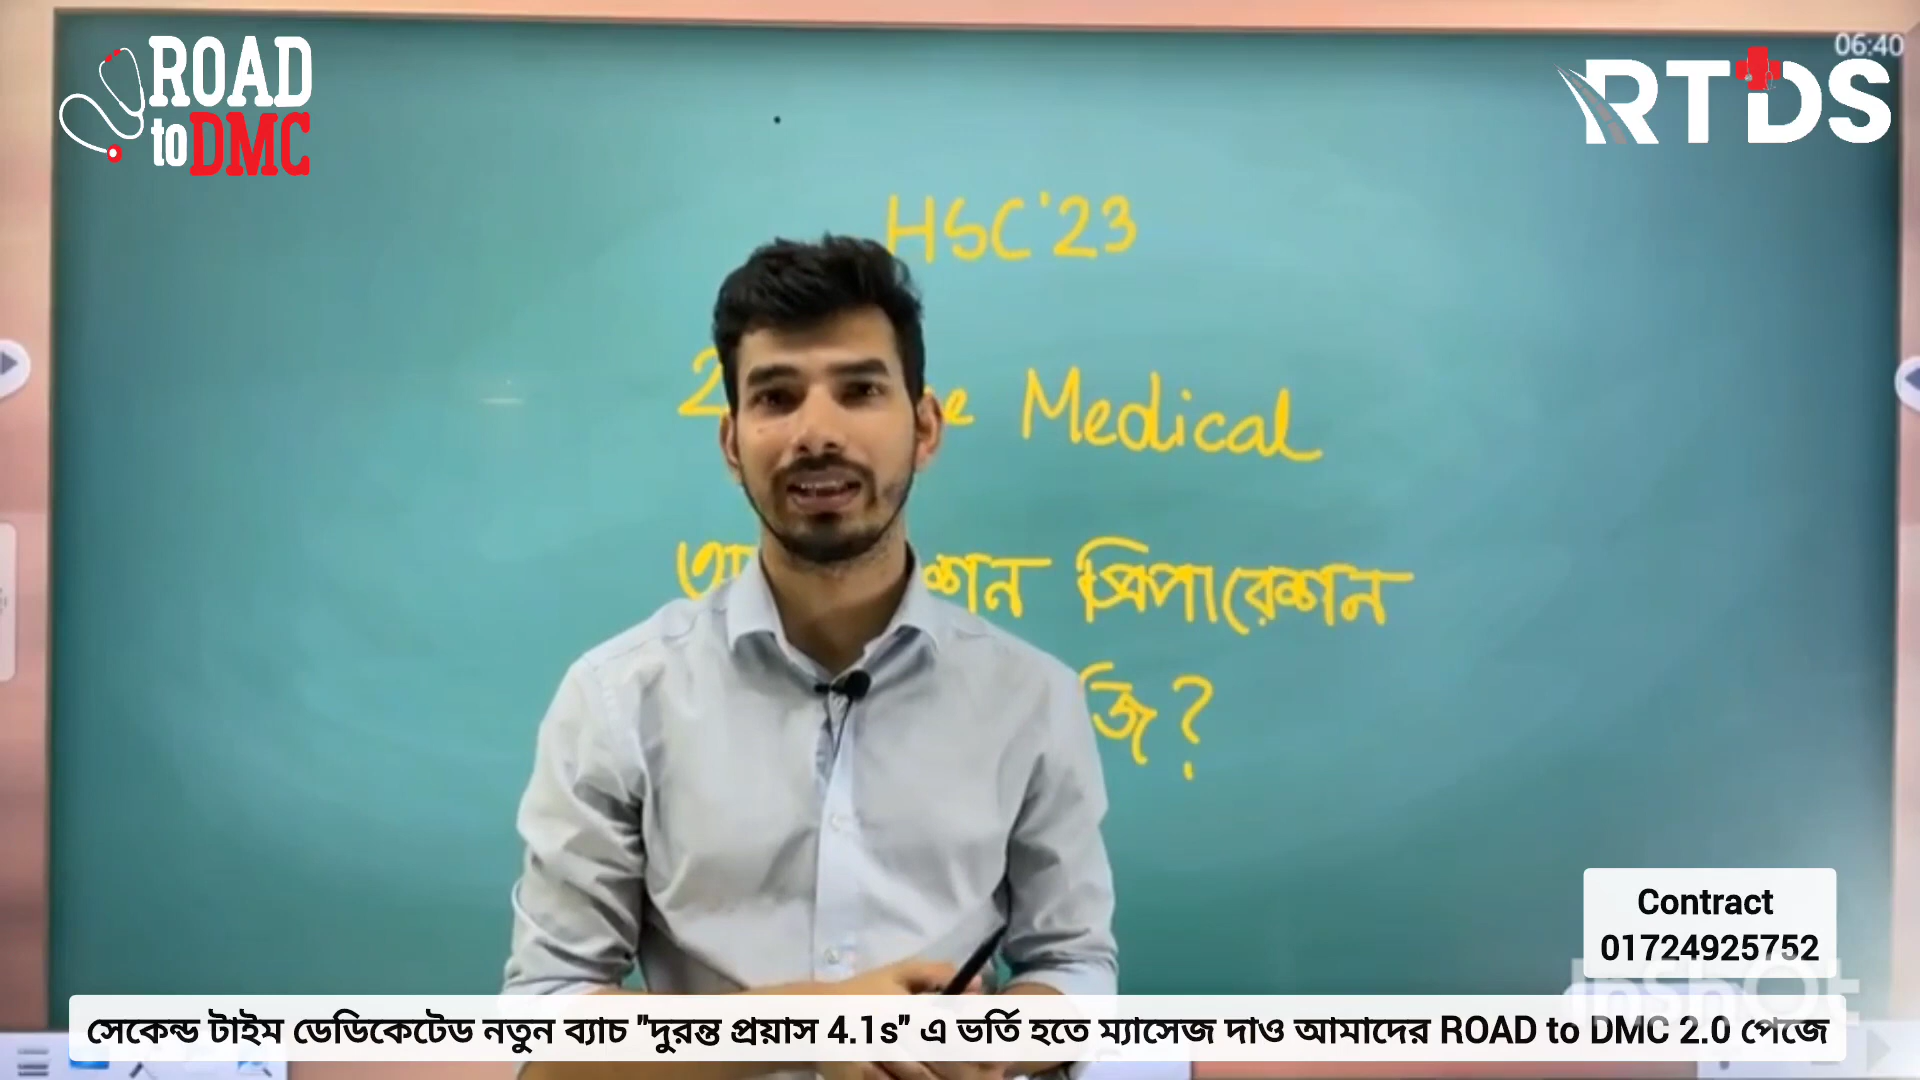 ROAD
to DMC
RTDS
06:40
HSC'23
Medical
প্রিপারেশন
?
Contract
01724925752
সেকেন্ড টাইম ডেডিকেটেড নতুন ব্যাচ "দুরন্ত প্রয়াস 4.1s" এ ভর্তি হতে ম্যাসেজ দাও আমাদের ROAD to DMC 2.0 পেজে